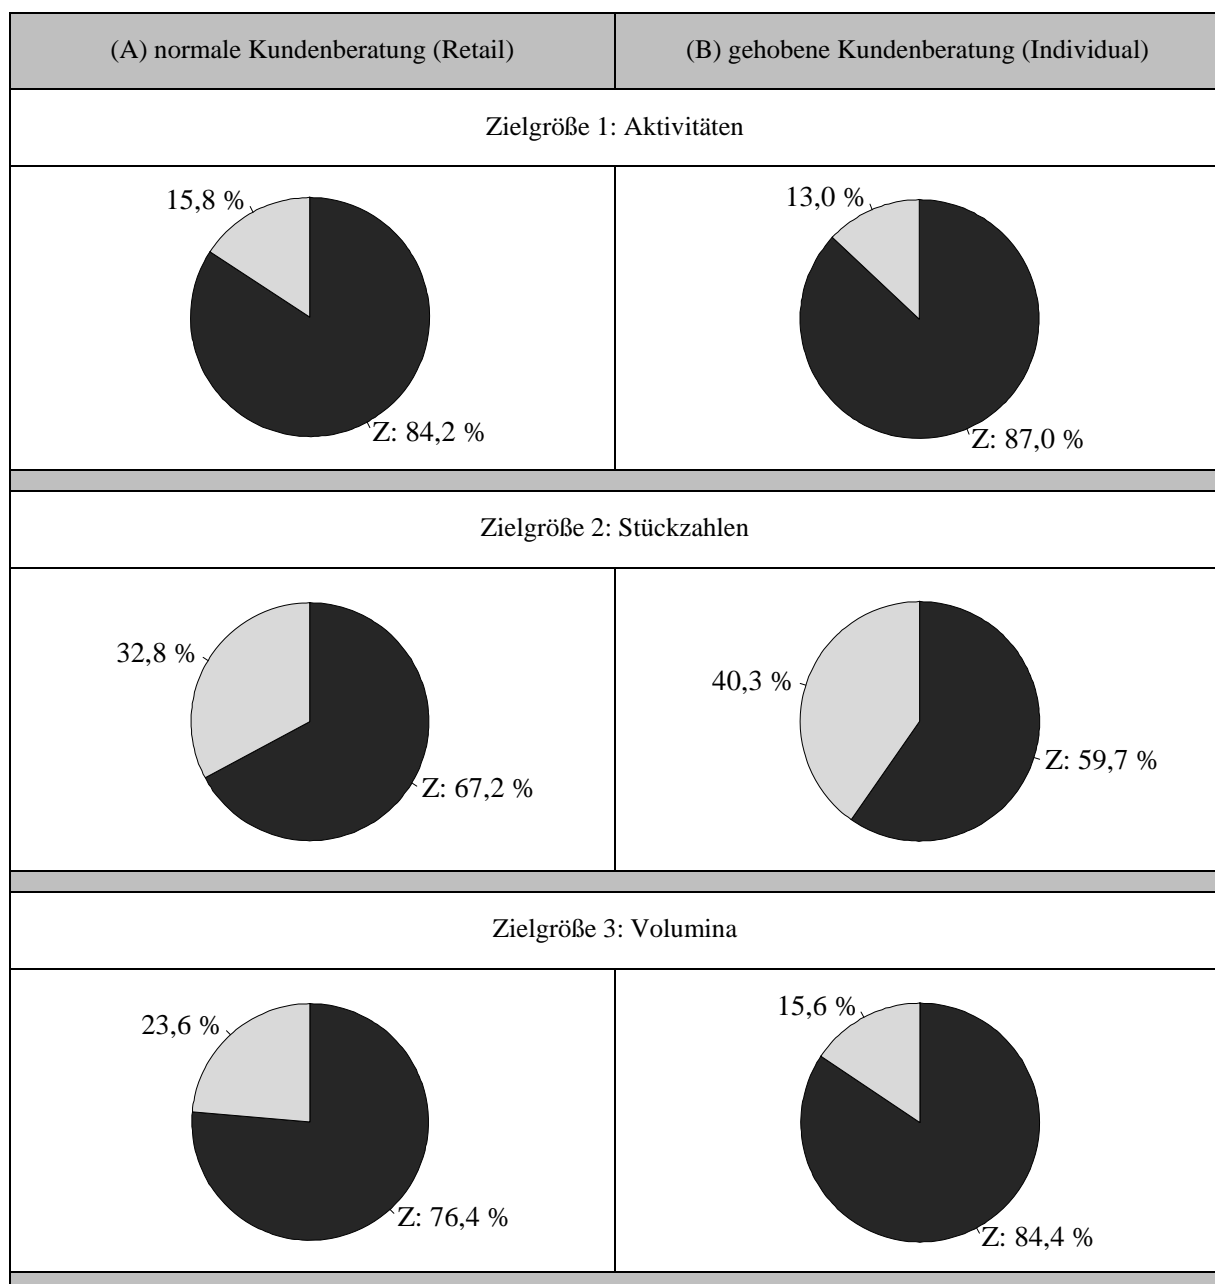 (A) normale Kundenberatung (Retail)
(B) gehobene Kundenberatung (Individual)
Zielgröße 1: Aktivitäten
15,8 %
Z: 84,2 %
13,0 %
Z: 87,0 %
Zielgröße 2: Stückzahlen
32,8 %
Z: 67,2 %
40,3 %
Z: 59,7 %
Zielgröße 3: Volumina
23,6 %
Z: 76,4 %
15,6 %
Z: 84,4 %